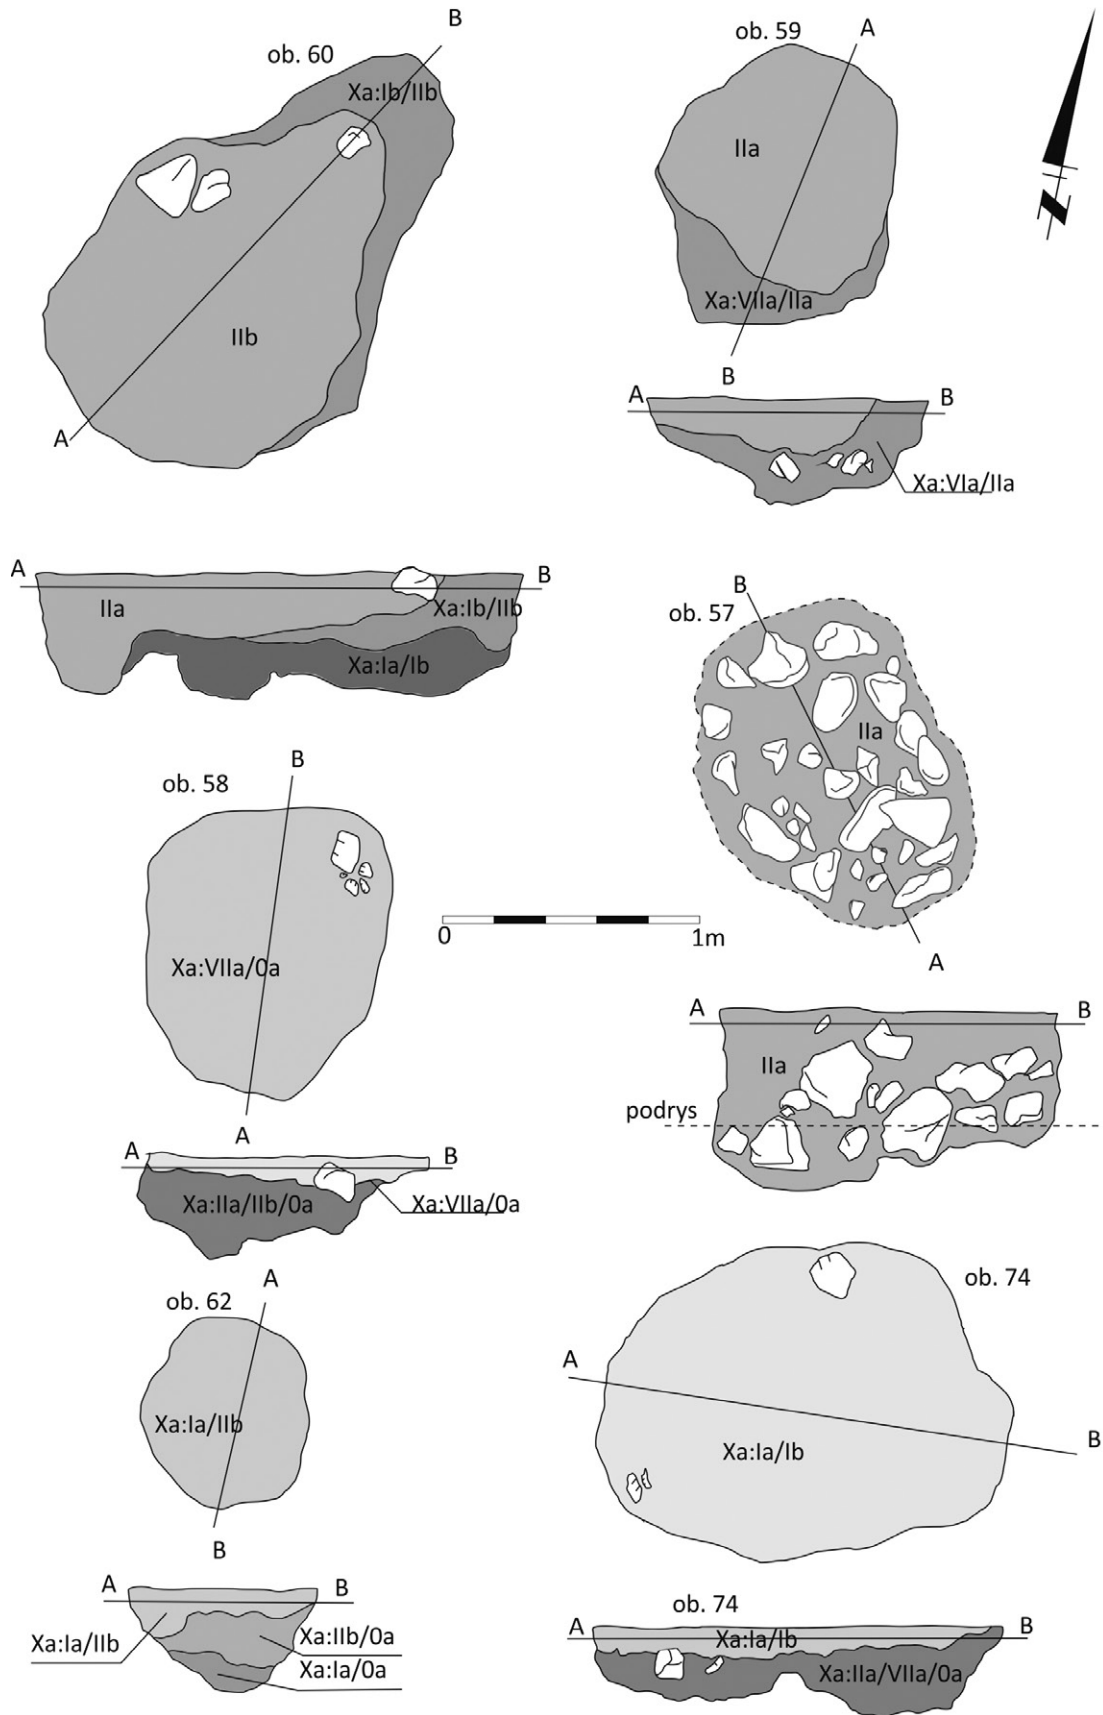 ob. 60
B
Xa:Ib/IIb
IIb
A
ob. 59
A
IIa
Xa:VIIa/IIa
B
N
A
B
Xa:VIa/IIa
A
B
IIa
Xa:Ib/IIb
Xa:Ia/Ib
ob. 57
B
IIa
A
ob. 58
B
Xa:VIIa/0a
A
0
1m
A
B
IIa
podrys
A
B
Xa:IIa/IIb/0a
Xa:VIIa/0a
ob. 62
A
Xa:Ia/IIb
B
ob. 74
A
Xa:Ia/Ib
B
A
B
Xa:Ia/IIb
Xa:IIb/0a
Xa:Ia/0a
ob. 74
A
B
Xa:Ia/Ib
Xa:IIa/VIIa/0a